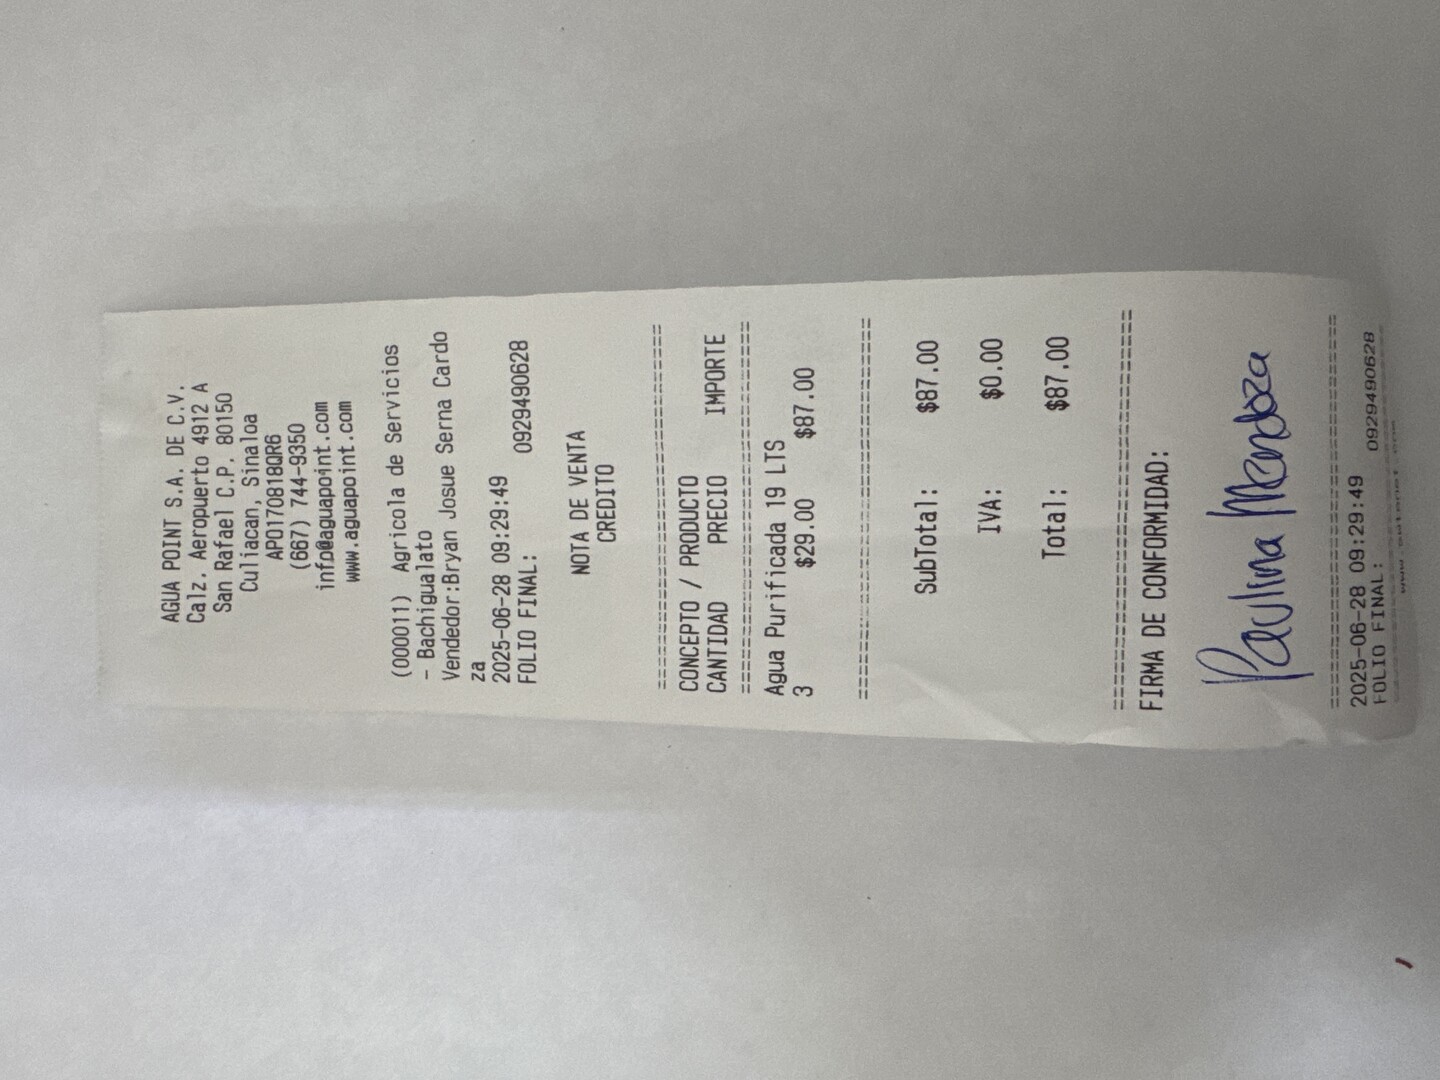 AGUA POINT S.A. DE C.V.
Calz. Aeropuerto 4912 A
San Rafael C.P. 80150
Culiacan, Sinaloa
APO170818QR6
(667) 744-9350
info@aguapoint.com
www.aguapoint.com
(000011) Agricola de Servicios
- Bachigualato
Vendedor:Bryan Josue Serna Cardo
za
2025-06-28 09:29:49
FOLIO FINAL: 0929490628
NOTA DE VENTA
CREDITO
================================
CONCEPTO / PRODUCTO
CANTIDAD PRECIO IMPORTE
================================
Agua Purificada 19 LTS
3 $29.00 $87.00
================================
SubTotal: $87.00
IVA: $0.00
Total: $87.00
================================
FIRMA DE CONFORMIDAD:
Paulina Mendoza
================================
2025-06-28 09:29:49
FOLIO FINAL: 0929490628